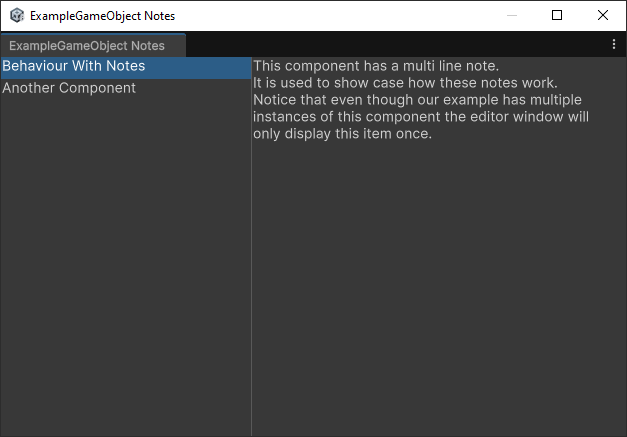 ExampleGameObject Notes
ExampleGameObject Notes
Behaviour With Notes
Another Component
This component has a multi line note.
It is used to show case how these notes work.
Notice that even though our example has multiple
instances of this component the editor window will
only display this item once.